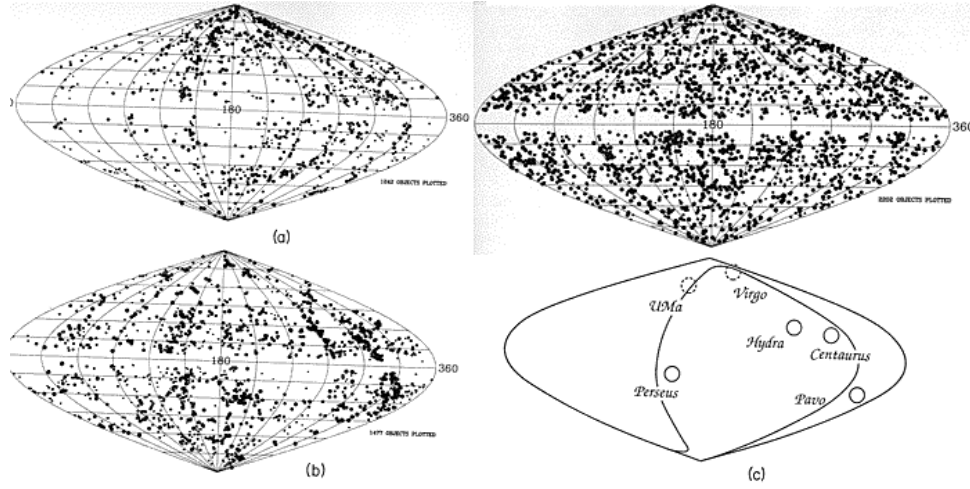 180
360
1242 OBJECTS PLOTTED
(a)
180
360
2202 OBJECTS PLOTTED
180
360
1477 OBJECTS PLOTTED
(b)
UMa
Virgo
Hydra
Centaurus
Perseus
Pavo
(c)